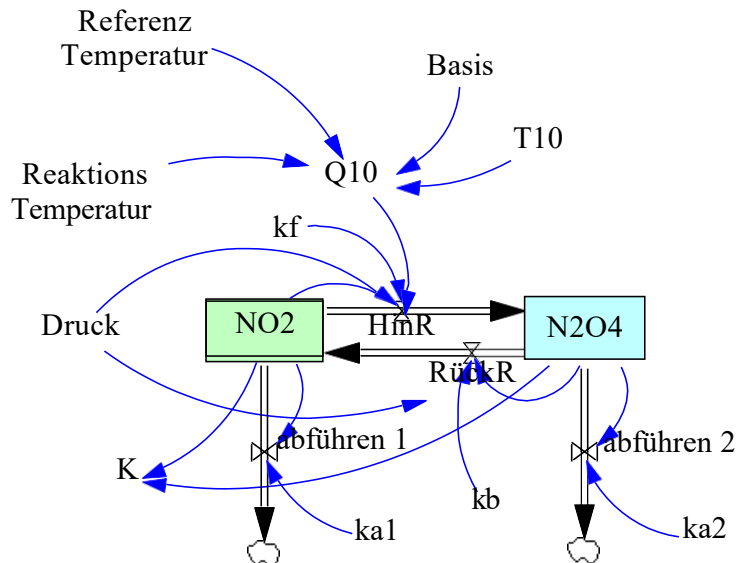 Referenz
Temperatur
Basis
T10
Q10
Reaktions
Temperatur
kf
Druck
NO2
HinR
N2O4
RückR
abführen 1
abführen 2
K
kb
ka1
ka2